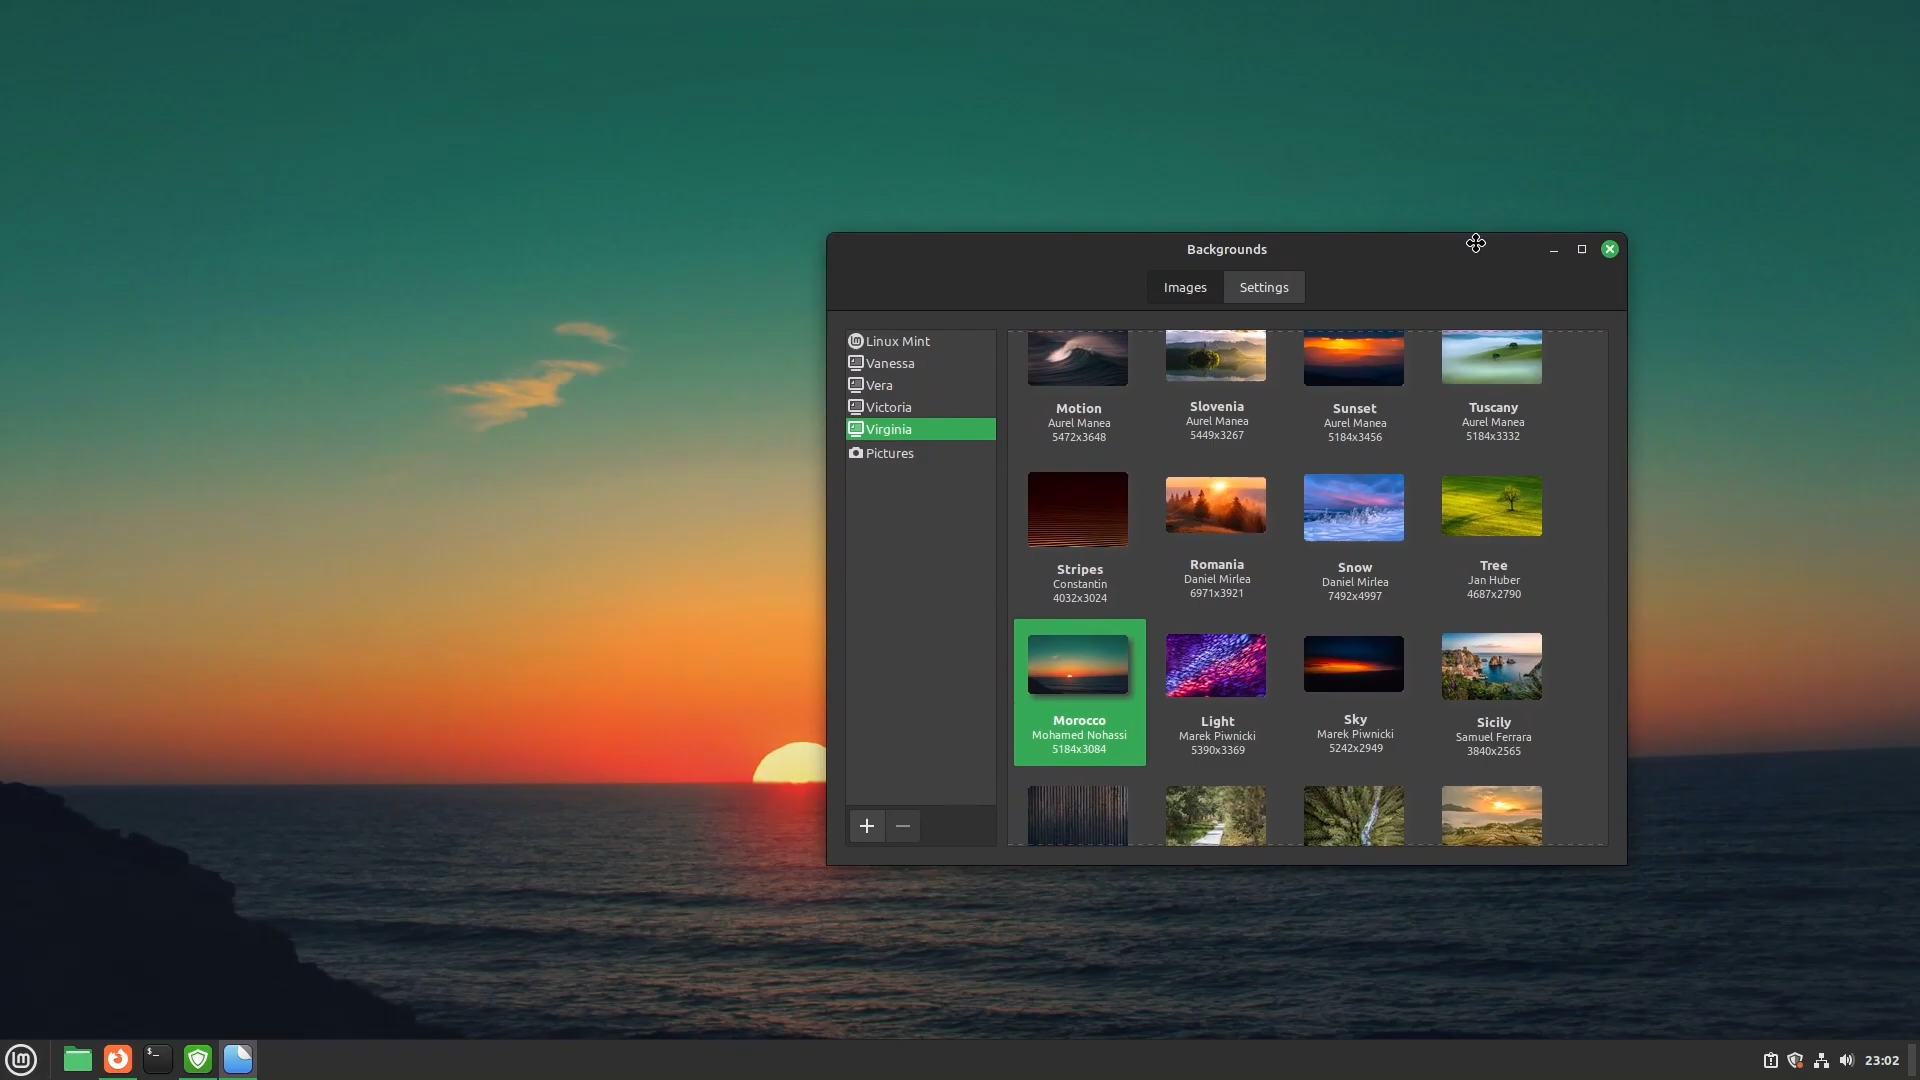 Backgrounds
Images Settings
Linux Mint
Vanessa
Vera
Victoria
Virginia
Pictures
Motion
Aurel Manea
5472x3648
Slovenia
Aurel Manea
5449x3267
Sunset
Aurel Manea
5184x3456
Tuscany
Aurel Manea
5184x3332
Stripes
Constantin
4032x3024
Romania
Daniel Mirlea
6971x3921
Snow
Daniel Mirlea
7492x4997
Tree
Jan Huber
4687x2790
Morocco
Mohamed Nohassi
5184x3084
Light
Marek Piwnicki
5390x3369
Sky
Marek Piwnicki
5242x2949
Sicily
Samuel Ferrara
3840x2565
+ −
$_
23:02